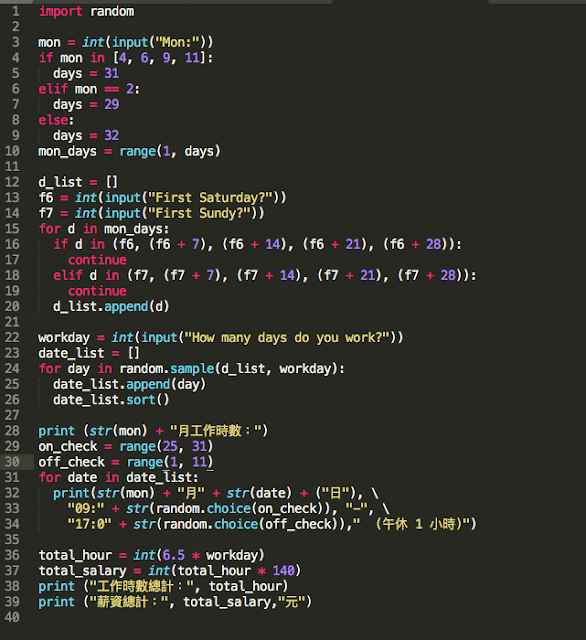 1 import random
2
3 mon = int(input("Mon:"))
4 if mon in [4, 6, 9, 11]:
5   days = 31
6 elif mon == 2:
7   days = 29
8 else:
9   days = 32
10 mon_days = range(1, days)
11
12 d_list = []
13 f6 = int(input("First Saturday?"))
14 f7 = int(input("First Sundy?"))
15 for d in mon_days:
16   if d in (f6, (f6 + 7), (f6 + 14), (f6 + 21), (f6 + 28)):
17     continue
18   elif d in (f7, (f7 + 7), (f7 + 14), (f7 + 21), (f7 + 28)):
19     continue
20   d_list.append(d)
21
22 workday = int(input("How many days do you work?"))
23 date_list = []
24 for day in random.sample(d_list, workday):
25   date_list.append(day)
26   date_list.sort()
27
28 print (str(mon) + "月工作時數：")
29 on_check = range(25, 31)
30 off_check = range(1, 11)
31 for date in date_list:
32   print(str(mon) + "月" + str(date) + ("日"), \
33     "09:" + str(random.choice(on_check)), "-", \
34     "17:0" + str(random.choice(off_check)),"  (午休 1 小時)")
35
36 total_hour = int(6.5 * workday)
37 total_salary = int(total_hour * 140)
38 print ("工作時數總計：", total_hour)
39 print ("薪資總計：", total_salary,"元")
40